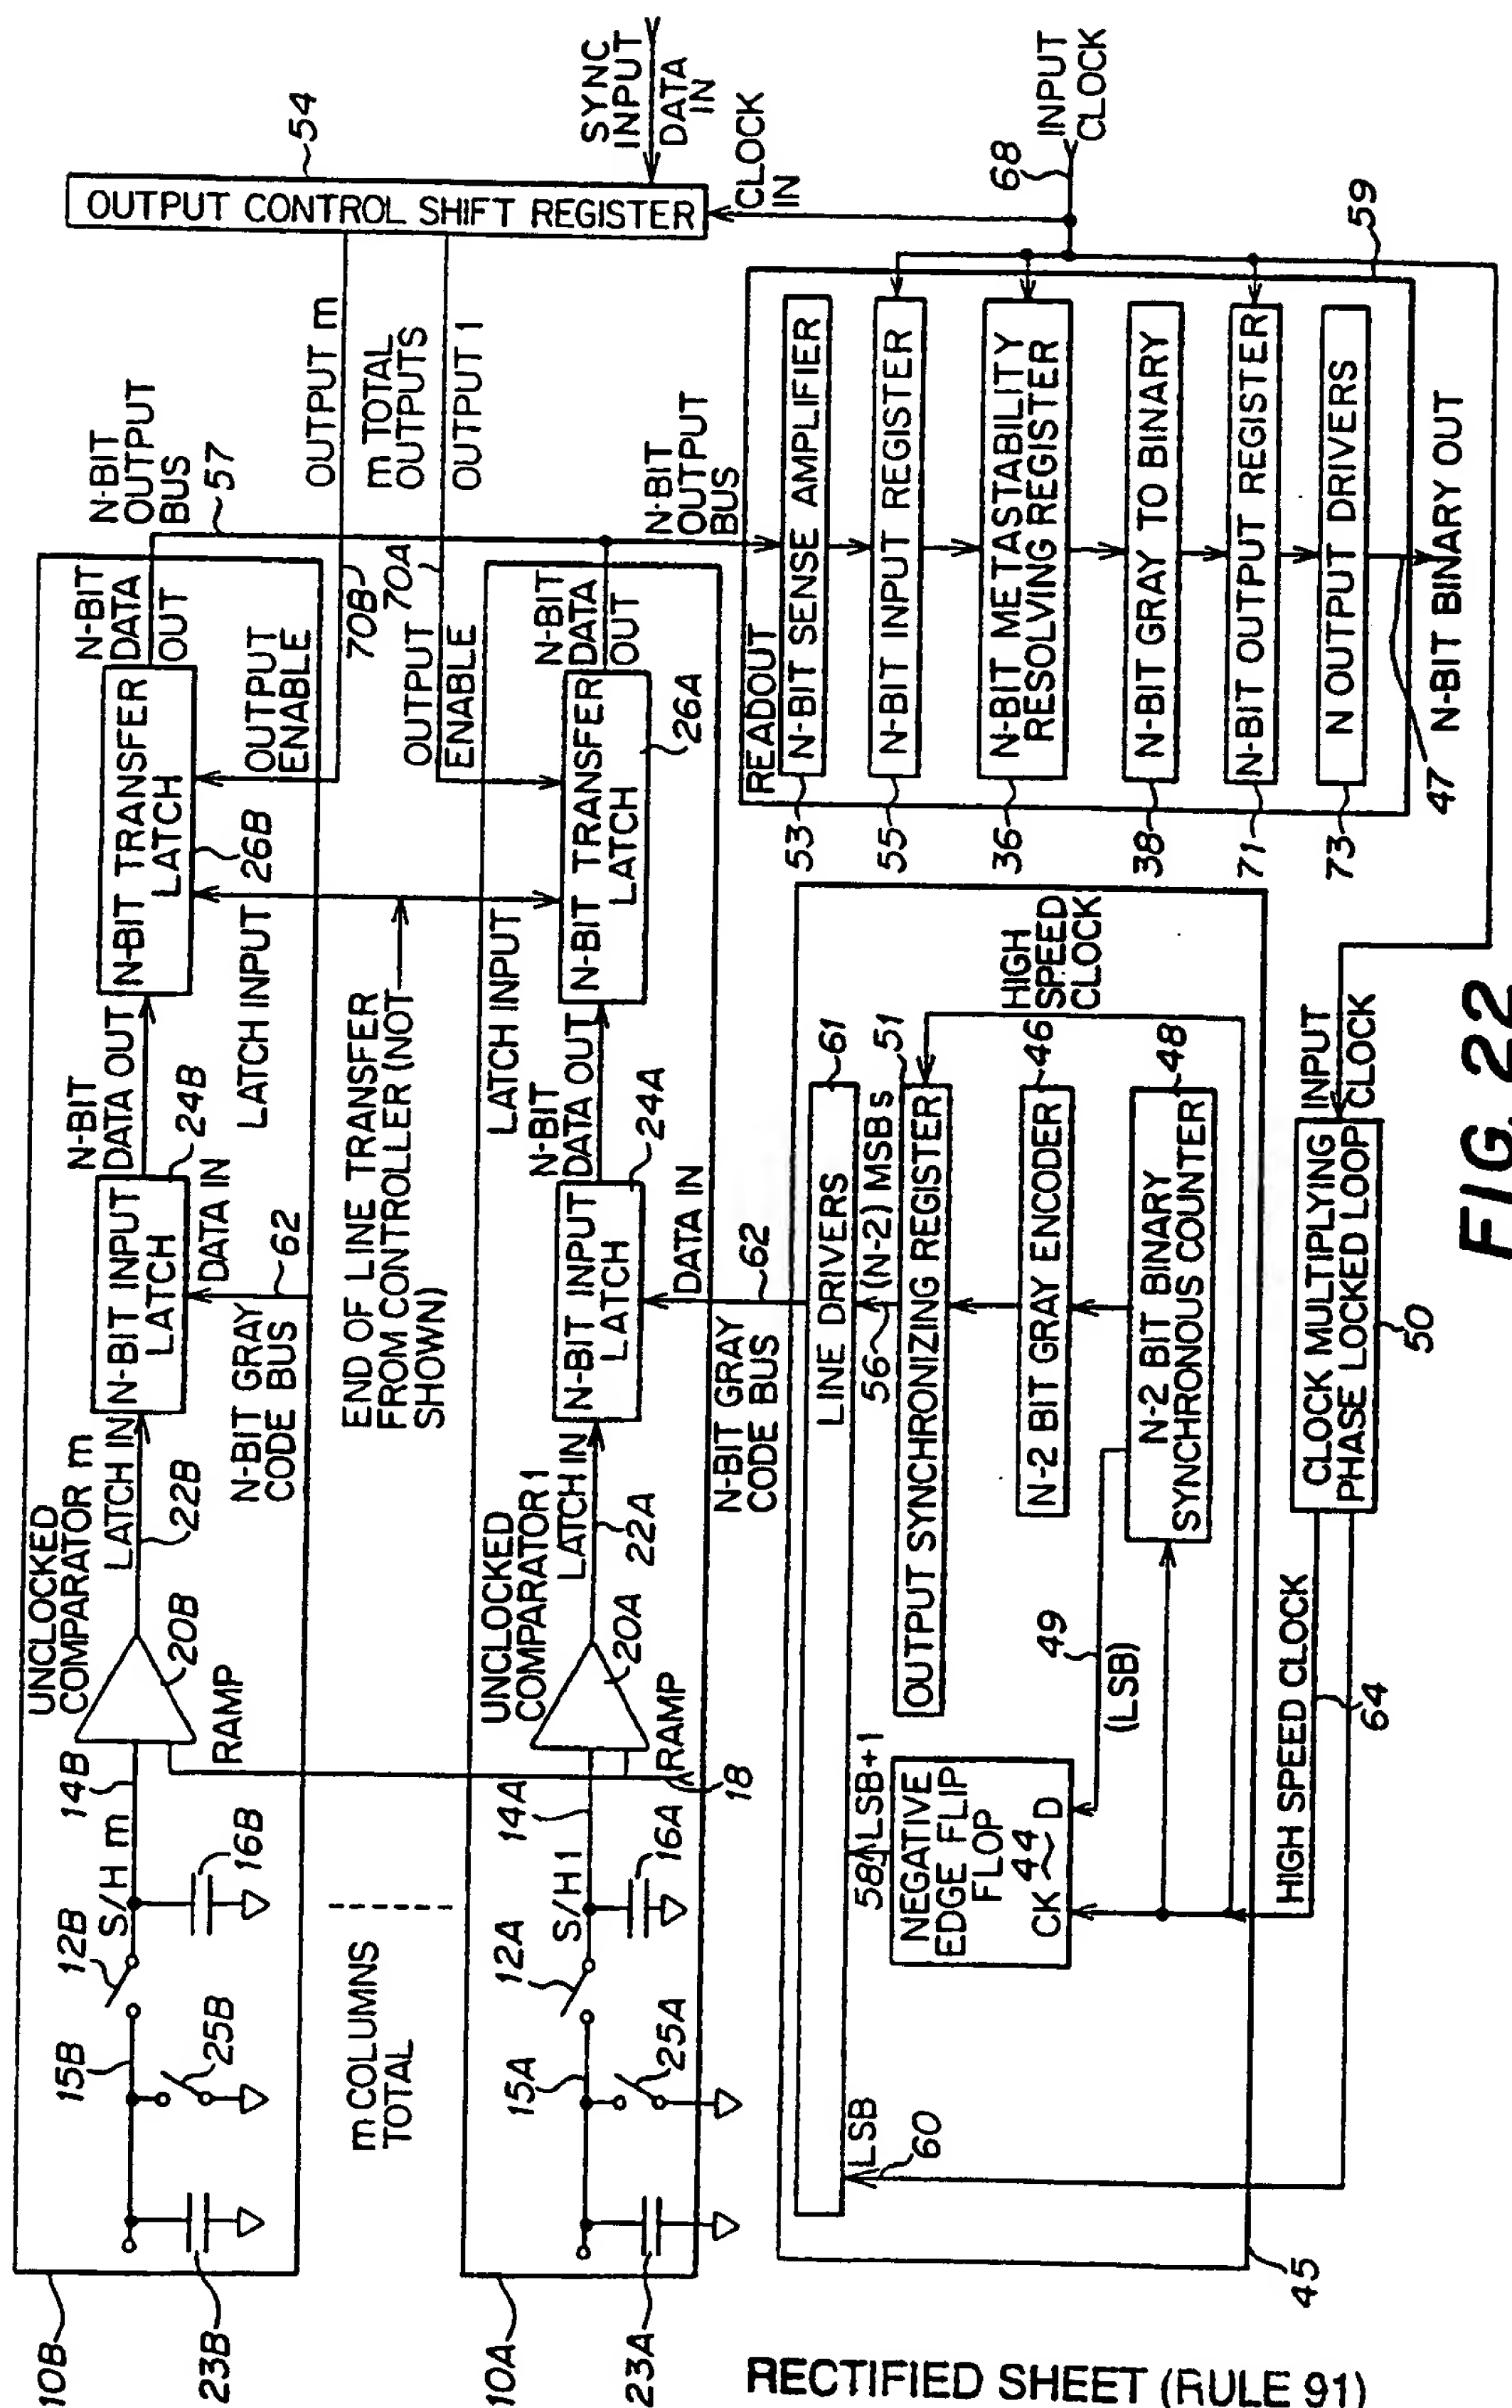 10B
23B
15B
25B
12B
S/H m
16B
14B
UNCLOCKED
COMPARATOR m
20B
RAMP
LATCH IN
22B
N-BIT INPUT
LATCH
24B
DATA IN
62
N-BIT GRAY
CODE BUS
N-BIT
DATA OUT
N-BIT TRANSFER
LATCH
26B
LATCH INPUT
OUTPUT
ENABLE
N-BIT
DATA
OUT
N-BIT
OUTPUT
BUS
57
m COLUMNS
TOTAL
END OF LINE TRANSFER
FROM CONTROLLER (NOT
SHOWN)
70B
70A
OUTPUT m
m TOTAL
OUTPUTS
OUTPUT 1
OUTPUT CONTROL SHIFT REGISTER
54
SYNC
INPUT
DATA
IN
CLOCK
IN
10A
23A
15A
25A
12A
S/H 1
16A
14A
18
UNCLOCKED
COMPARATOR 1
20A
RAMP
LATCH IN
22A
N-BIT INPUT
LATCH
24A
DATA IN
62
N-BIT GRAY
CODE BUS
N-BIT
DATA OUT
LATCH INPUT
N-BIT TRANSFER
LATCH
26A
OUTPUT
ENABLE
N-BIT
DATA
OUT
N-BIT
OUTPUT
BUS
45
LSB
60
LINE DRIVERS
61
58
LSB+1
56
(N-2) MSBs
NEGATIVE
EDGE FLIP
FLOP
44
CK
D
OUTPUT SYNCHRONIZING REGISTER
51
N-2 BIT GRAY ENCODER
46
49
(LSB)
N-2 BIT BINARY
SYNCHRONOUS COUNTER
48
HIGH
SPEED
CLOCK
HIGH SPEED CLOCK
64
CLOCK MULTIPLYING
PHASE LOCKED LOOP
50
INPUT
CLOCK
READOUT
53
N-BIT SENSE AMPLIFIER
55
N-BIT INPUT REGISTER
36
N-BIT METASTABILITY
RESOLVING REGISTER
38
N-BIT GRAY TO BINARY
71
N-BIT OUTPUT REGISTER
73
N OUTPUT DRIVERS
47
N-BIT BINARY OUT
59
68
INPUT
CLOCK
FIG. 22
RECTIFIED SHEET (RULE 91)